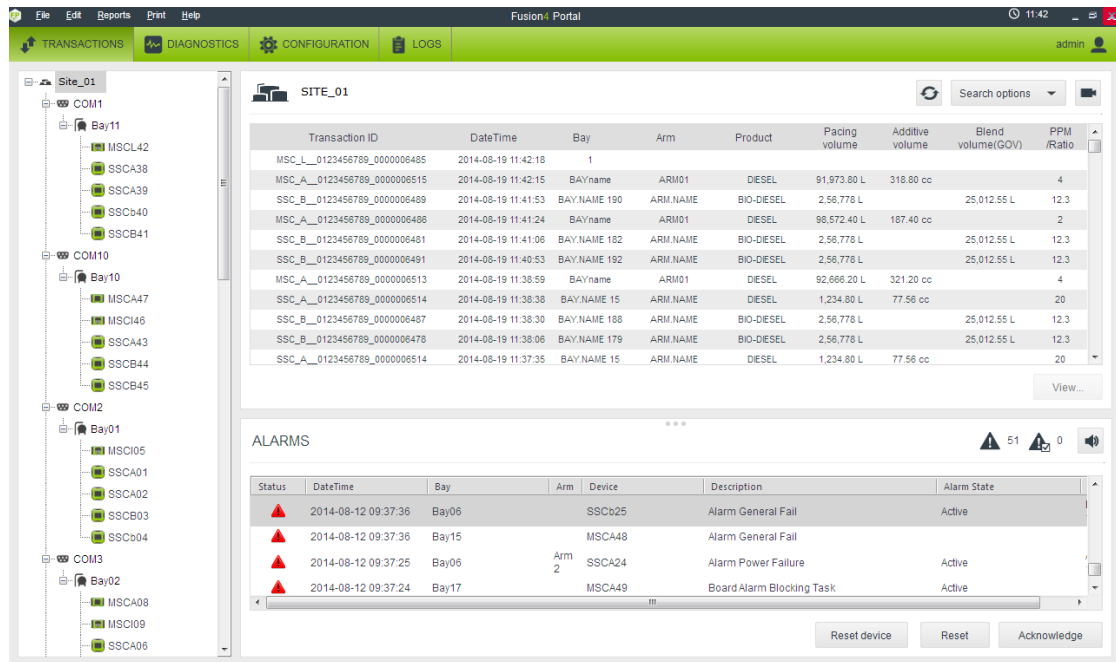 FP File Edit Reports Print Help Fusion4 Portal 11:42
TRANSACTIONS DIAGNOSTICS CONFIGURATION LOGS admin
Site_01
COM1
Bay11
MSCL42
SSCA38
SSCA39
SSCb40
SSCB41
COM10
Bay10
MSCA47
MSCI46
SSCA43
SSCB44
SSCB45
COM2
Bay01
MSCI05
SSCA01
SSCA02
SSCB03
SSCb04
COM3
Bay02
MSCA08
MSCI09
SSCA06
SITE_01 Search options
Transaction ID DateTime Bay Arm Product Pacing volume Additive volume Blend volume(GOV) PPM /Ratio
MSC_L__0123456789_0000006485 2014-08-19 11:42:18 1
MSC_A__0123456789_0000006515 2014-08-19 11:42:15 BAYname ARM01 DIESEL 91,973.80 L 318.80 cc 4
SSC_B__0123456789_0000006489 2014-08-19 11:41:53 BAY.NAME 190 ARM.NAME BIO-DIESEL 2,56,778 L 25,012.55 L 12.3
MSC_A__0123456789_0000006486 2014-08-19 11:41:24 BAYname ARM01 DIESEL 98,572.40 L 187.40 cc 2
SSC_B__0123456789_0000006481 2014-08-19 11:41:06 BAY.NAME 182 ARM.NAME BIO-DIESEL 2,56,778 L 25,012.55 L 12.3
SSC_B__0123456789_0000006491 2014-08-19 11:40:53 BAY.NAME 192 ARM.NAME BIO-DIESEL 2,56,778 L 25,012.55 L 12.3
MSC_A__0123456789_0000006513 2014-08-19 11:38:59 BAYname ARM01 DIESEL 92,666.20 L 321.20 cc 4
SSC_A__0123456789_0000006514 2014-08-19 11:38:38 BAY.NAME 15 ARM.NAME DIESEL 1,234.80 L 77.56 cc 20
SSC_B__0123456789_0000006487 2014-08-19 11:38:30 BAY.NAME 188 ARM.NAME BIO-DIESEL 2,56,778 L 25,012.55 L 12.3
SSC_B__0123456789_0000006478 2014-08-19 11:38:06 BAY.NAME 179 ARM.NAME BIO-DIESEL 2,56,778 L 25,012.55 L 12.3
SSC_A__0123456789_0000006514 2014-08-19 11:37:35 BAY.NAME 15 ARM.NAME DIESEL 1,234.80 L 77.56 cc 20
View...
ALARMS 51 0
Status DateTime Bay Arm Device Description Alarm State
2014-08-12 09:37:36 Bay06 SSCb25 Alarm General Fail Active
2014-08-12 09:37:36 Bay15 MSCA48 Alarm General Fail
2014-08-12 09:37:25 Bay06 Arm 2 SSCA24 Alarm Power Failure Active
2014-08-12 09:37:24 Bay17 MSCA49 Board Alarm Blocking Task Active
Reset device Reset Acknowledge